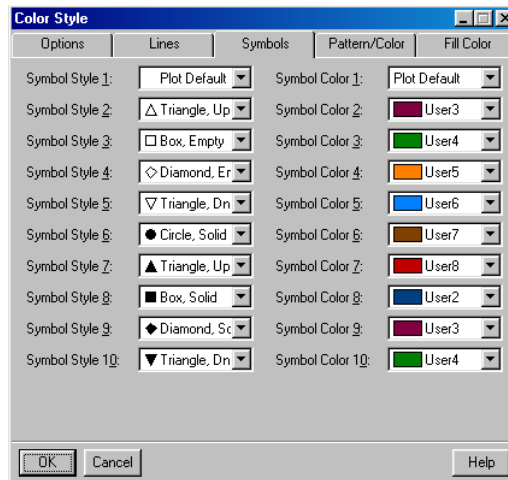 Color Style
Options Lines Symbols Pattern/Color Fill Color
Symbol Style 1: Plot Default Symbol Color 1: Plot Default
Symbol Style 2: Triangle, Up Symbol Color 2: User3
Symbol Style 3: Box, Empty Symbol Color 3: User4
Symbol Style 4: Diamond, Er Symbol Color 4: User5
Symbol Style 5: Triangle, Dn Symbol Color 5: User6
Symbol Style 6: Circle, Solid Symbol Color 6: User7
Symbol Style 7: Triangle, Up Symbol Color 7: User8
Symbol Style 8: Box, Solid Symbol Color 8: User2
Symbol Style 9: Diamond, Sc Symbol Color 9: User3
Symbol Style 10: Triangle, Dn Symbol Color 10: User4
OK Cancel Help